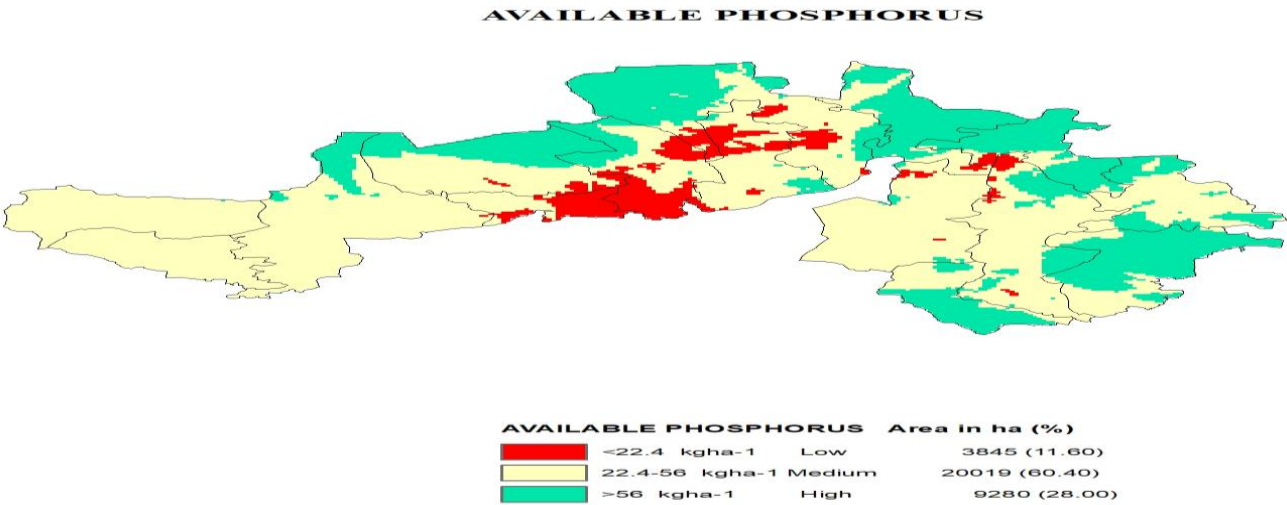 AVAILABLE PHOSPHORUS
AVAILABLE PHOSPHORUS Area in ha (%)
<22.4 kgha-1 Low 3845 (11.60)
22.4-56 kgha-1 Medium 20019 (60.40)
>56 kgha-1 High 9280 (28.00)